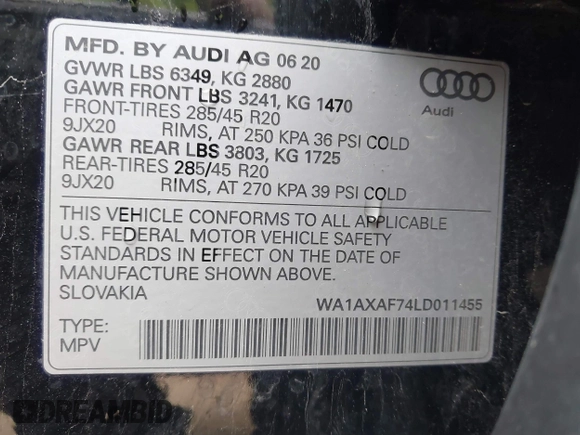 MFD. BY AUDI AG 06 20
GVWR LBS 6349, KG 2880
GAWR FRONT LBS 3241, KG 1470
FRONT-TIRES 285/45 R20
9JX20 RIMS, AT 250 KPA 36 PSI COLD
GAWR REAR LBS 3803, KG 1725
REAR-TIRES 285/45 R20
9JX20 RIMS, AT 270 KPA 39 PSI COLD
Audi
THIS VEHICLE CONFORMS TO ALL APPLICABLE
U.S. FEDERAL MOTOR VEHICLE SAFETY
STANDARDS IN EFFECT ON THE DATE OF
MANUFACTURE SHOWN ABOVE.
SLOVAKIA WA1AXAF74LD011455
TYPE:
MPV
DREAMBID